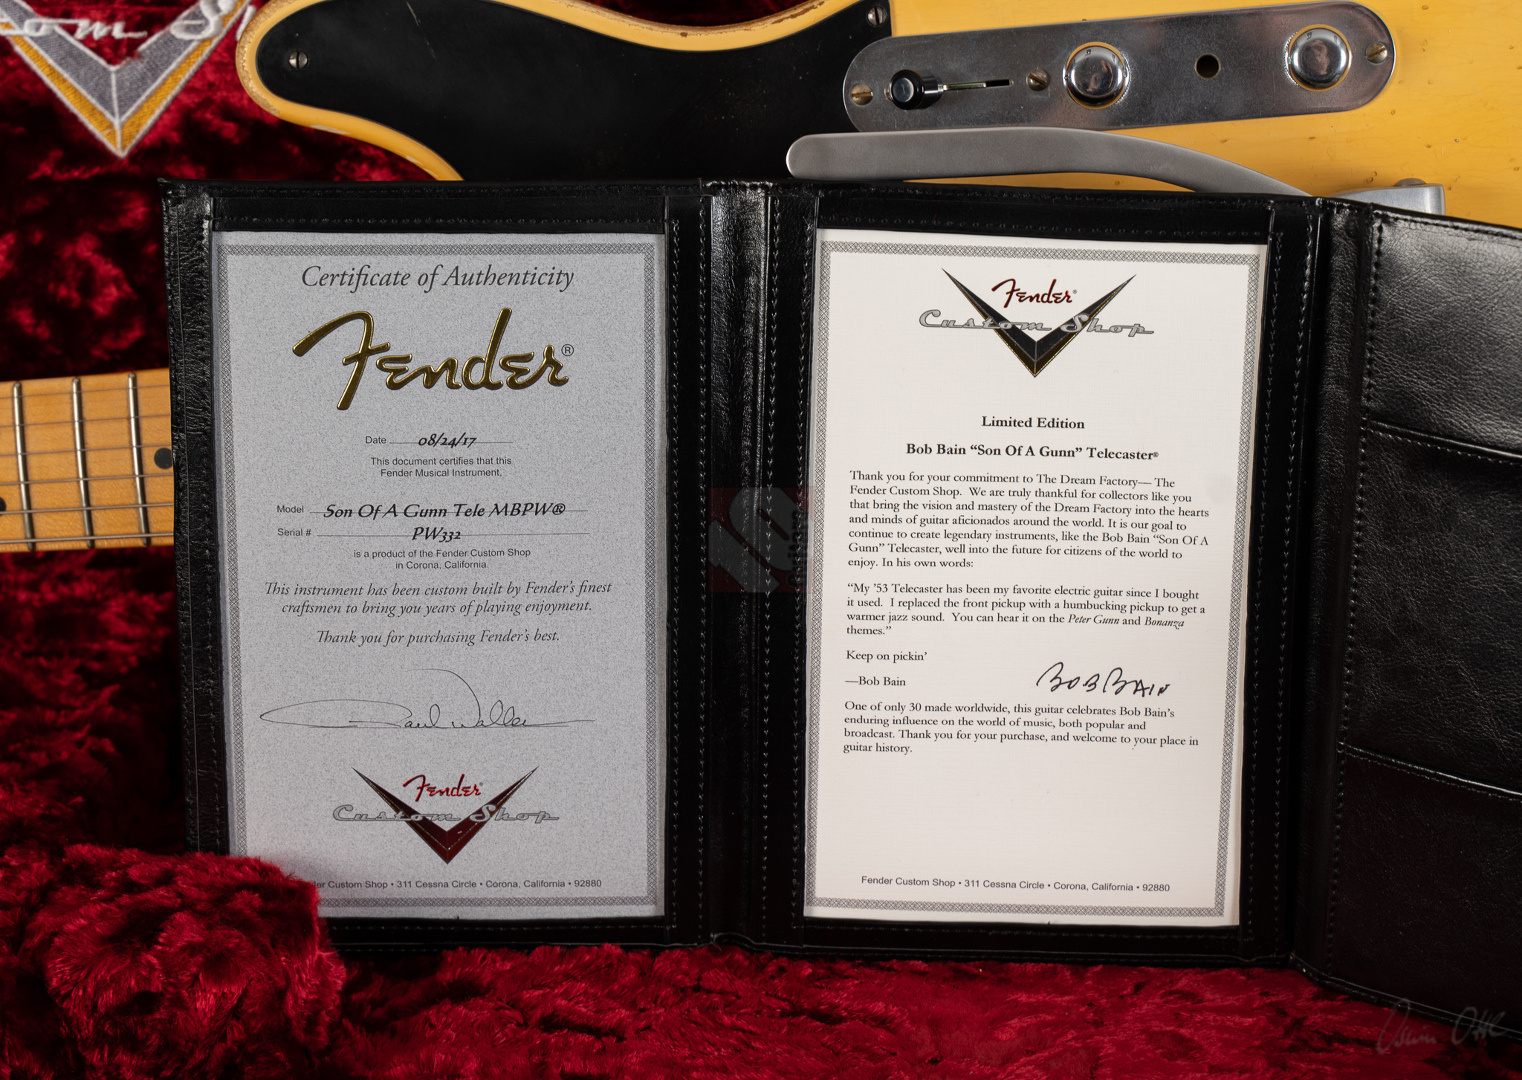 om Sh
Certificate of Authenticity
Fender®
Date 08/24/17
This document certifies that this
Fender Musical Instrument.
Model Son Of A Gunn Tele MBPW®
Serial # PW332
is a product of the Fender Custom Shop
in Corona, California.
This instrument has been custom built by Fender's finest
craftsmen to bring you years of playing enjoyment.
Thank you for purchasing Fender's best.
Paul Waller
Fender®
Custom Shop
er Custom Shop • 311 Cessna Circle • Corona, California • 92880
Fender®
Custom Shop
Limited Edition
Bob Bain “Son Of A Gunn” Telecaster®
Thank you for your commitment to The Dream Factory— The
Fender Custom Shop. We are truly thankful for collectors like you
that bring the vision and mastery of the Dream Factory into the hearts
and minds of guitar aficionados around the world. It is our goal to
continue to create legendary instruments, like the Bob Bain “Son Of A
Gunn” Telecaster, well into the future for citizens of the world to
enjoy. In his own words:
“My ’53 Telecaster has been my favorite electric guitar since I bought
it used. I replaced the front pickup with a humbucking pickup to get a
warmer jazz sound. You can hear it on the Peter Gunn and Bonanza
themes.”
Keep on pickin’
—Bob Bain
BOB BAIN
One of only 30 made worldwide, this guitar celebrates Bob Bain’s
enduring influence on the world of music, both popular and
broadcast. Thank you for your purchase, and welcome to your place in
guitar history.
Fender Custom Shop • 311 Cessna Circle • Corona, California • 92880
10
Guitars